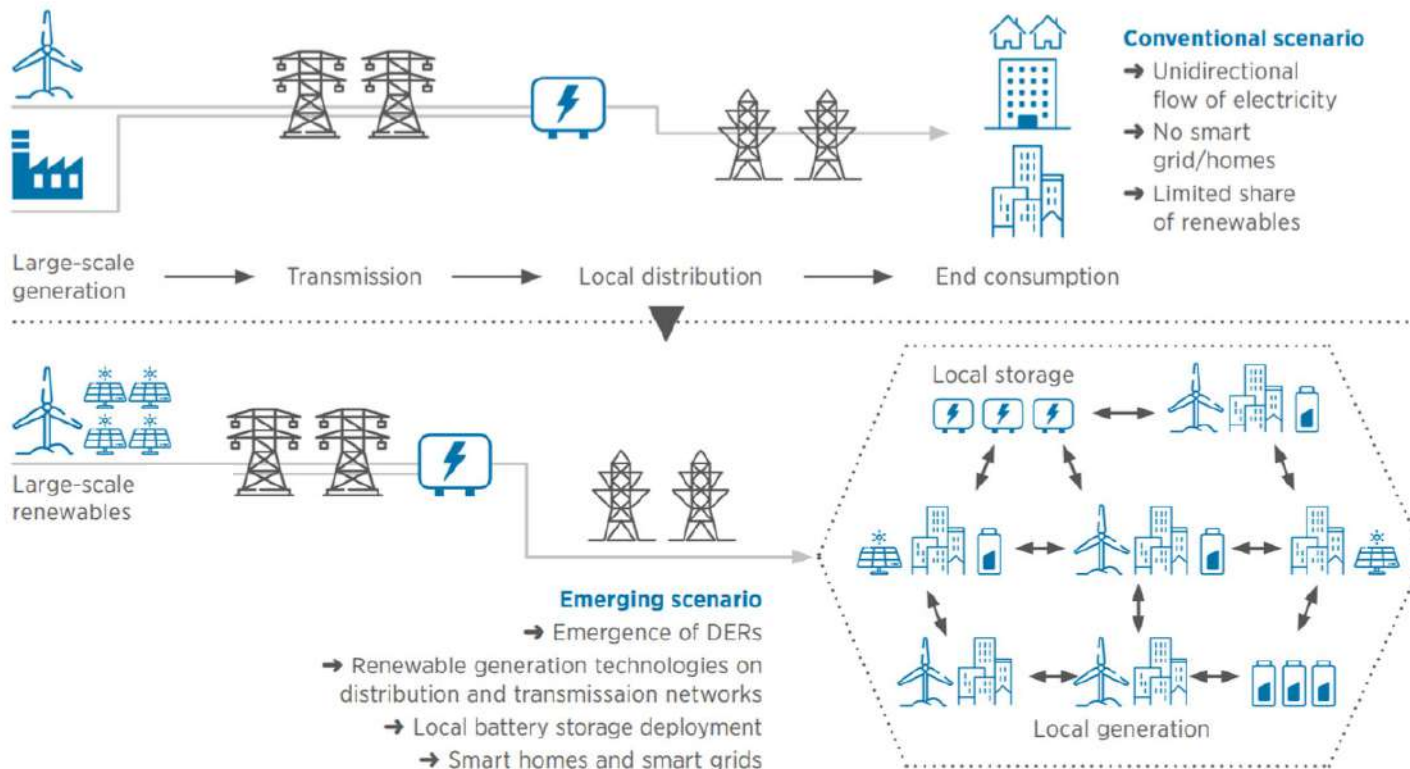 Conventional scenario
➔ Unidirectional
flow of electricity
➔ No smart
grid/homes
➔ Limited share
of renewables
Large-scale
generation
Transmission
Local distribution
End consumption
Large-scale
renewables
Local storage
Emerging scenario
➔ Emergence of DERs
➔ Renewable generation technologies on
distribution and transmissaion networks
➔ Local battery storage deployment
➔ Smart homes and smart grids
Local generation